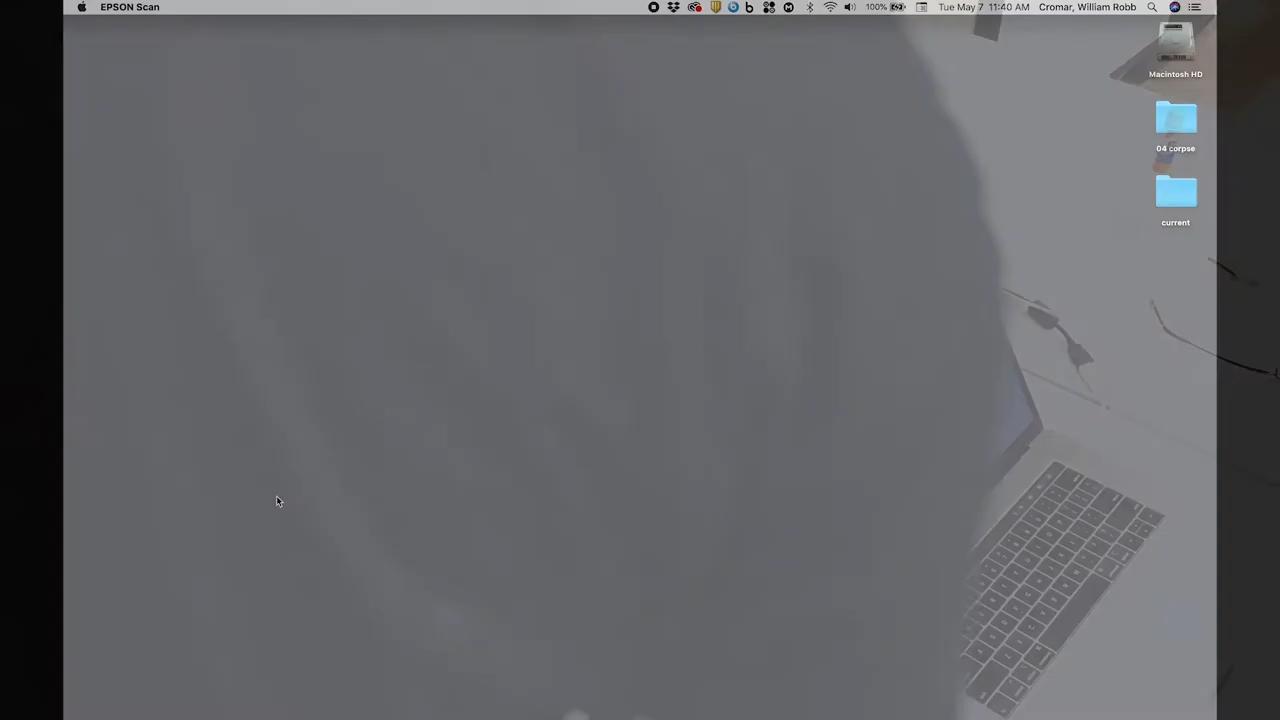 EPSON Scan 100% Tue May 7 11:40 AM Cromar, William Robb
Macintosh HD
04 corpse
current